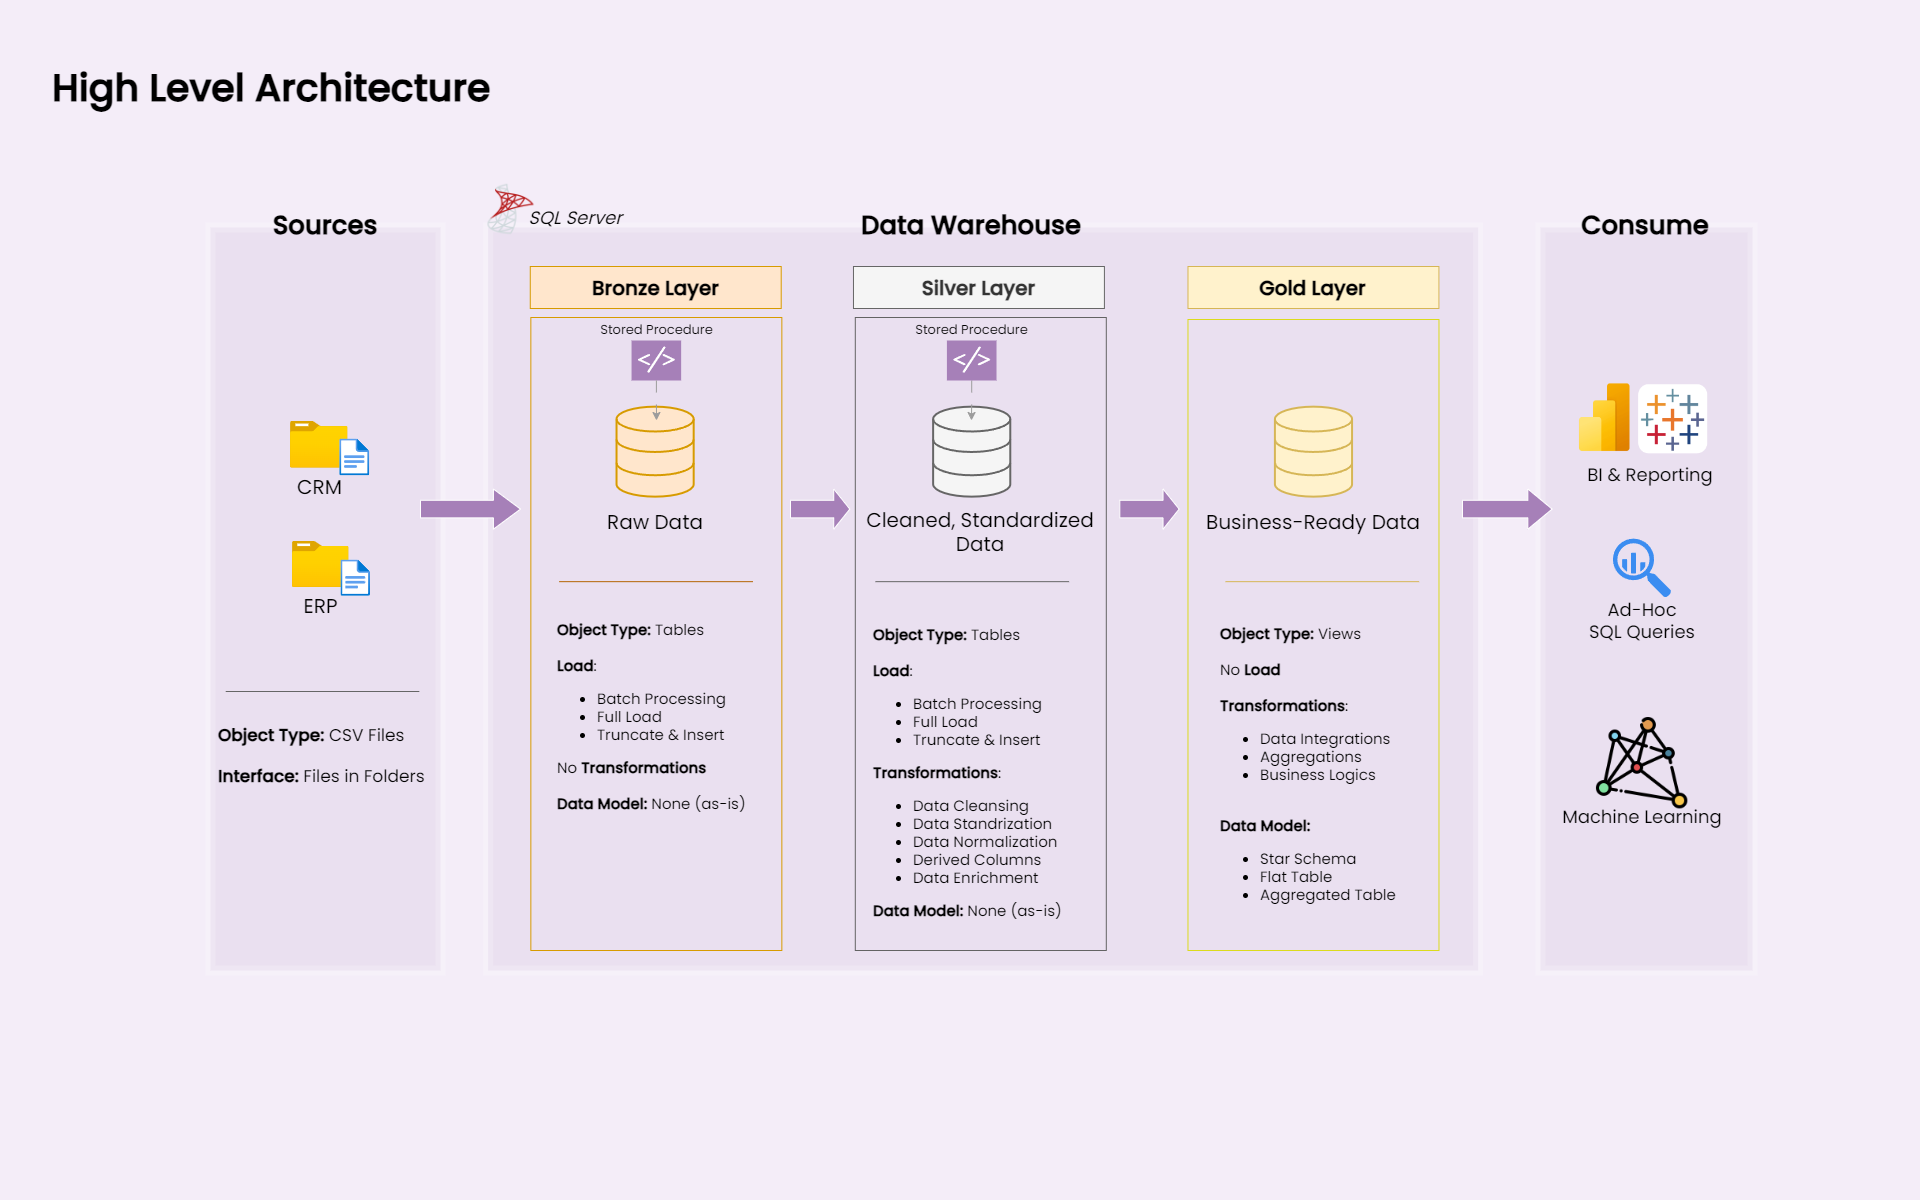 High Level Architecture
Sources
CRM
ERP
Object Type: CSV Files
Interface: Files in Folders
SQL Server
Data Warehouse
Bronze Layer
Stored Procedure
</>
Raw Data
Object Type: Tables
Load:
• Batch Processing
• Full Load
• Truncate & Insert
No Transformations
Data Model: None (as-is)
Silver Layer
Stored Procedure
</>
Cleaned, Standardized
Data
Object Type: Tables
Load:
• Batch Processing
• Full Load
• Truncate & Insert
Transformations:
• Data Cleansing
• Data Standrization
• Data Normalization
• Derived Columns
• Data Enrichment
Data Model: None (as-is)
Gold Layer
Business-Ready Data
Object Type: Views
No Load
Transformations:
• Data Integrations
• Aggregations
• Business Logics
Data Model:
• Star Schema
• Flat Table
• Aggregated Table
Consume
BI & Reporting
Ad-Hoc
SQL Queries
Machine Learning